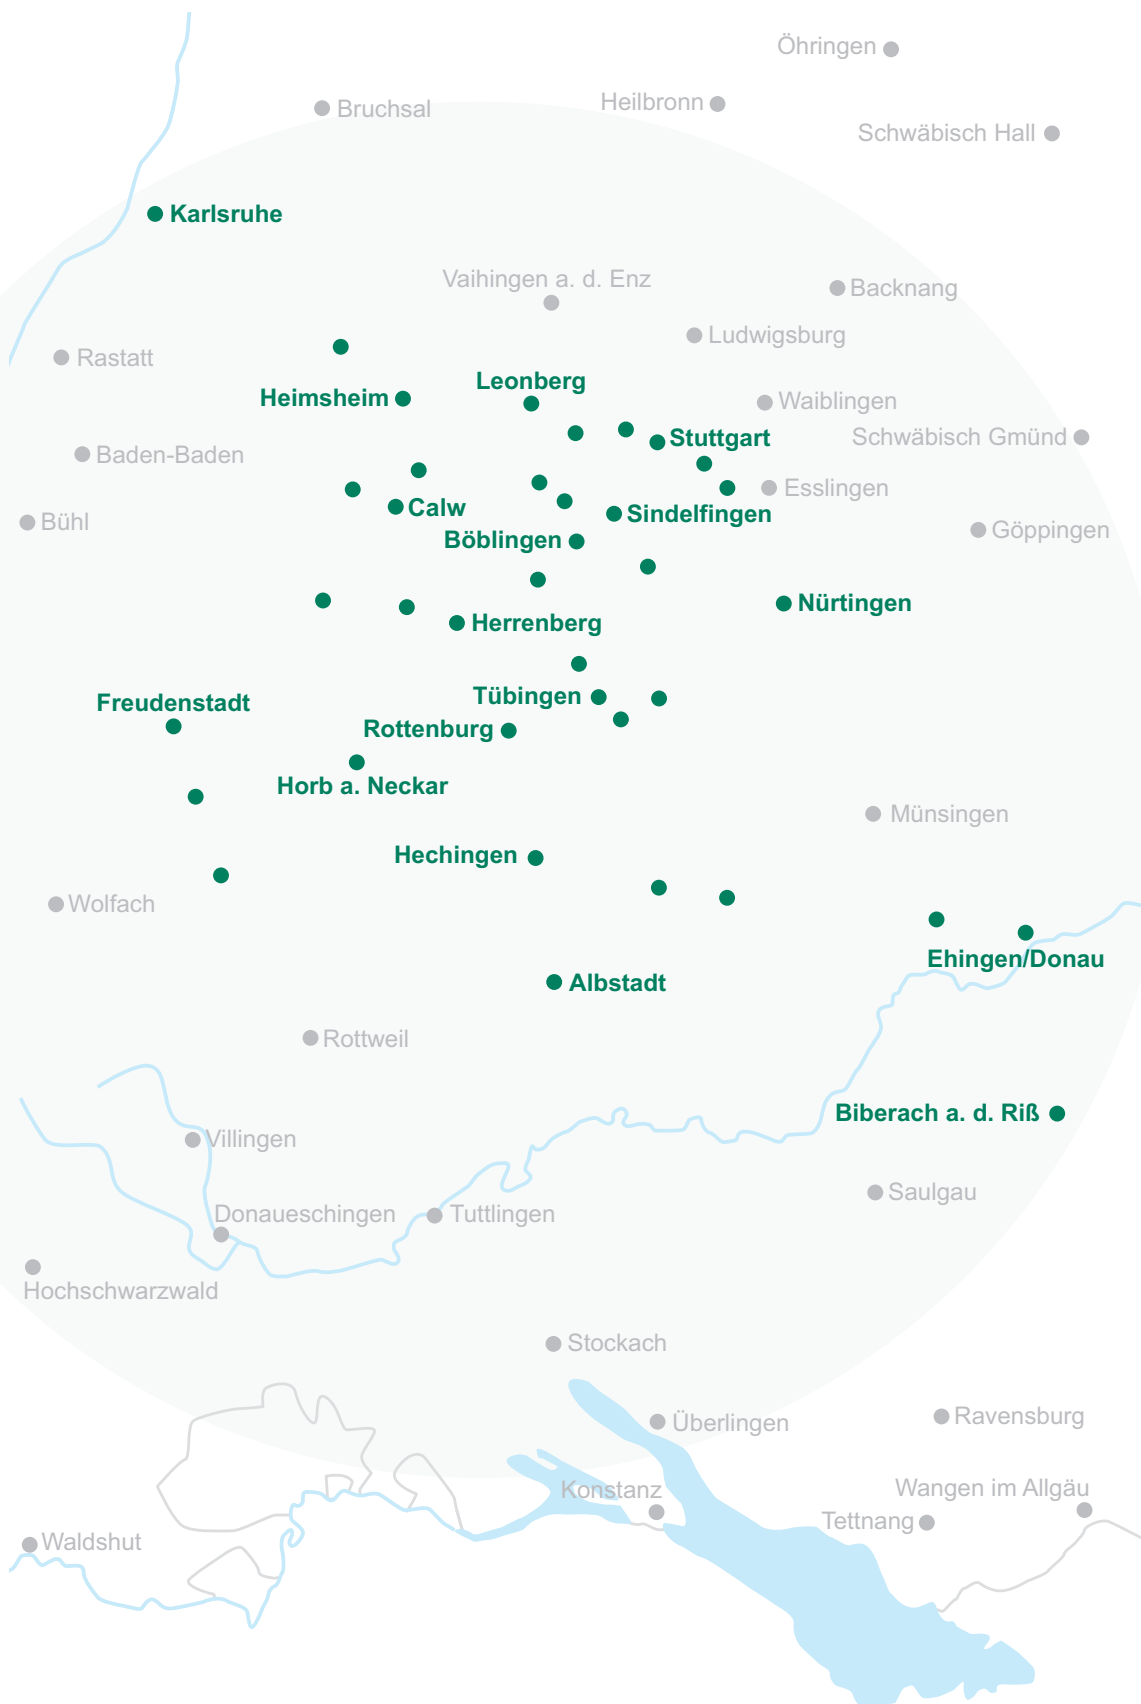 Öhringen
Heilbronn
Bruchsal
Schwäbisch Hall
Karlsruhe
Vaihingen a. d. Enz
Backnang
Ludwigsburg
Rastatt
Leonberg
Heimsheim
Waiblingen
Stuttgart
Schwäbisch Gmünd
Baden-Baden
Esslingen
Calw
Sindelfingen
Bühl
Göppingen
Böblingen
Nürtingen
Herrenberg
Tübingen
Freudenstadt
Rottenburg
Horb a. Neckar
Münsingen
Hechingen
Wolfach
Ehingen/Donau
Albstadt
Rottweil
Biberach a. d. Riß
Villingen
Saulgau
Donaueschingen
Tuttlingen
Hochschwarzwald
Stockach
Ravensburg
Überlingen
Wangen im Allgäu
Konstanz
Tettnang
Waldshut